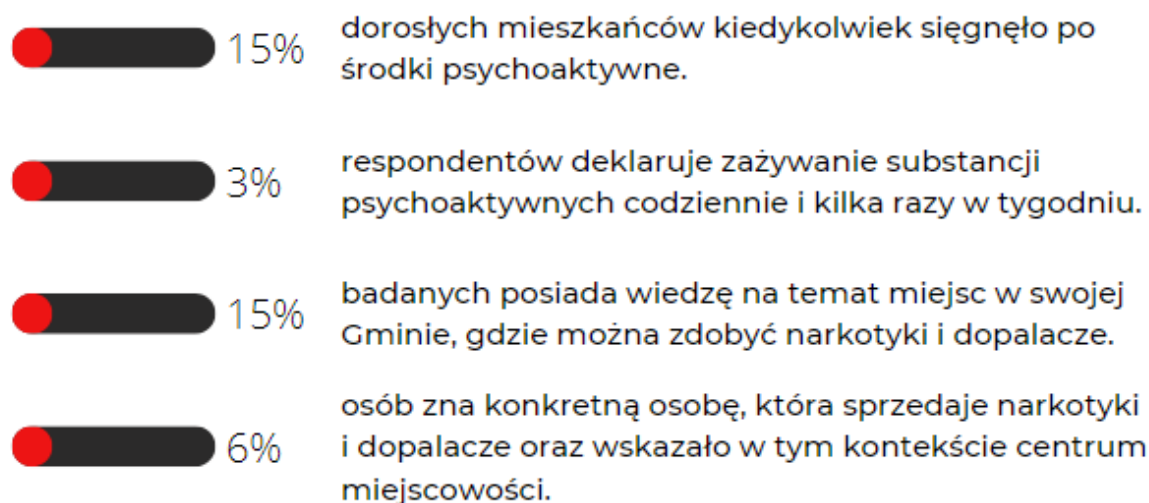 15%
dorosłych mieszkańców kiedykolwiek sięgnęło po
środki psychoaktywne.
3%
respondentów deklaruje zażywanie substancji
psychoaktywnych codziennie i kilka razy w tygodniu.
15%
badanych posiada wiedzę na temat miejsc w swojej
Gminie, gdzie można zdobyć narkotyki i dopalacze.
6%
osób zna konkretną osobę, która sprzedaje narkotyki
i dopalacze oraz wskazało w tym kontekście centrum
miejscowości.